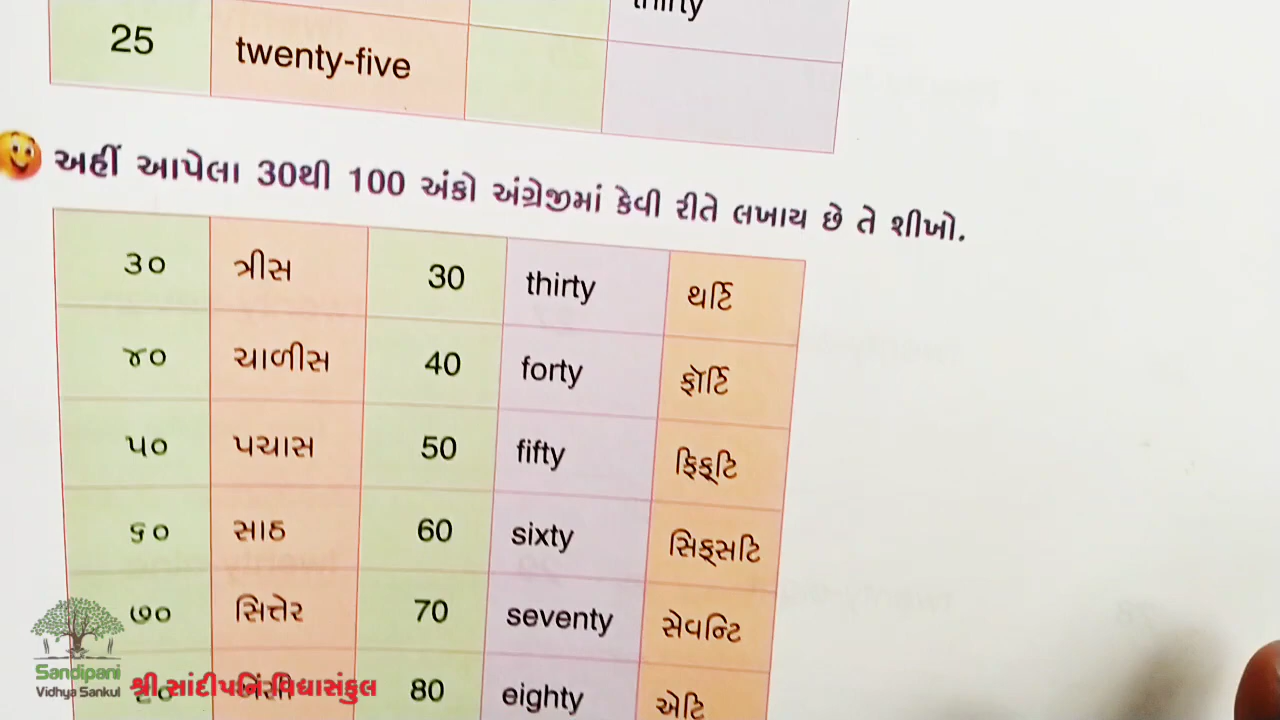 thirty
25 twenty-five
અહીં આપેલા 30થી 100 અંકો અંગ્રેજીમાં કેવી રીતે લખાય છે તે શીખો.
૩૦ ત્રીસ 30 thirty થર્ટિ
૪૦ ચાળીસ 40 forty ફૉર્ટિ
૫૦ પચાસ 50 fifty ફિફ્ટિ
૬૦ સાઠ 60 sixty સિક્સટિ
૭૦ સિત્તેર 70 seventy સેવન્ટિ
80 eighty એટિ
Sandipani
Vidhya Sankul
શ્રી સાંદીપનિ વિદ્યાસંકુલ